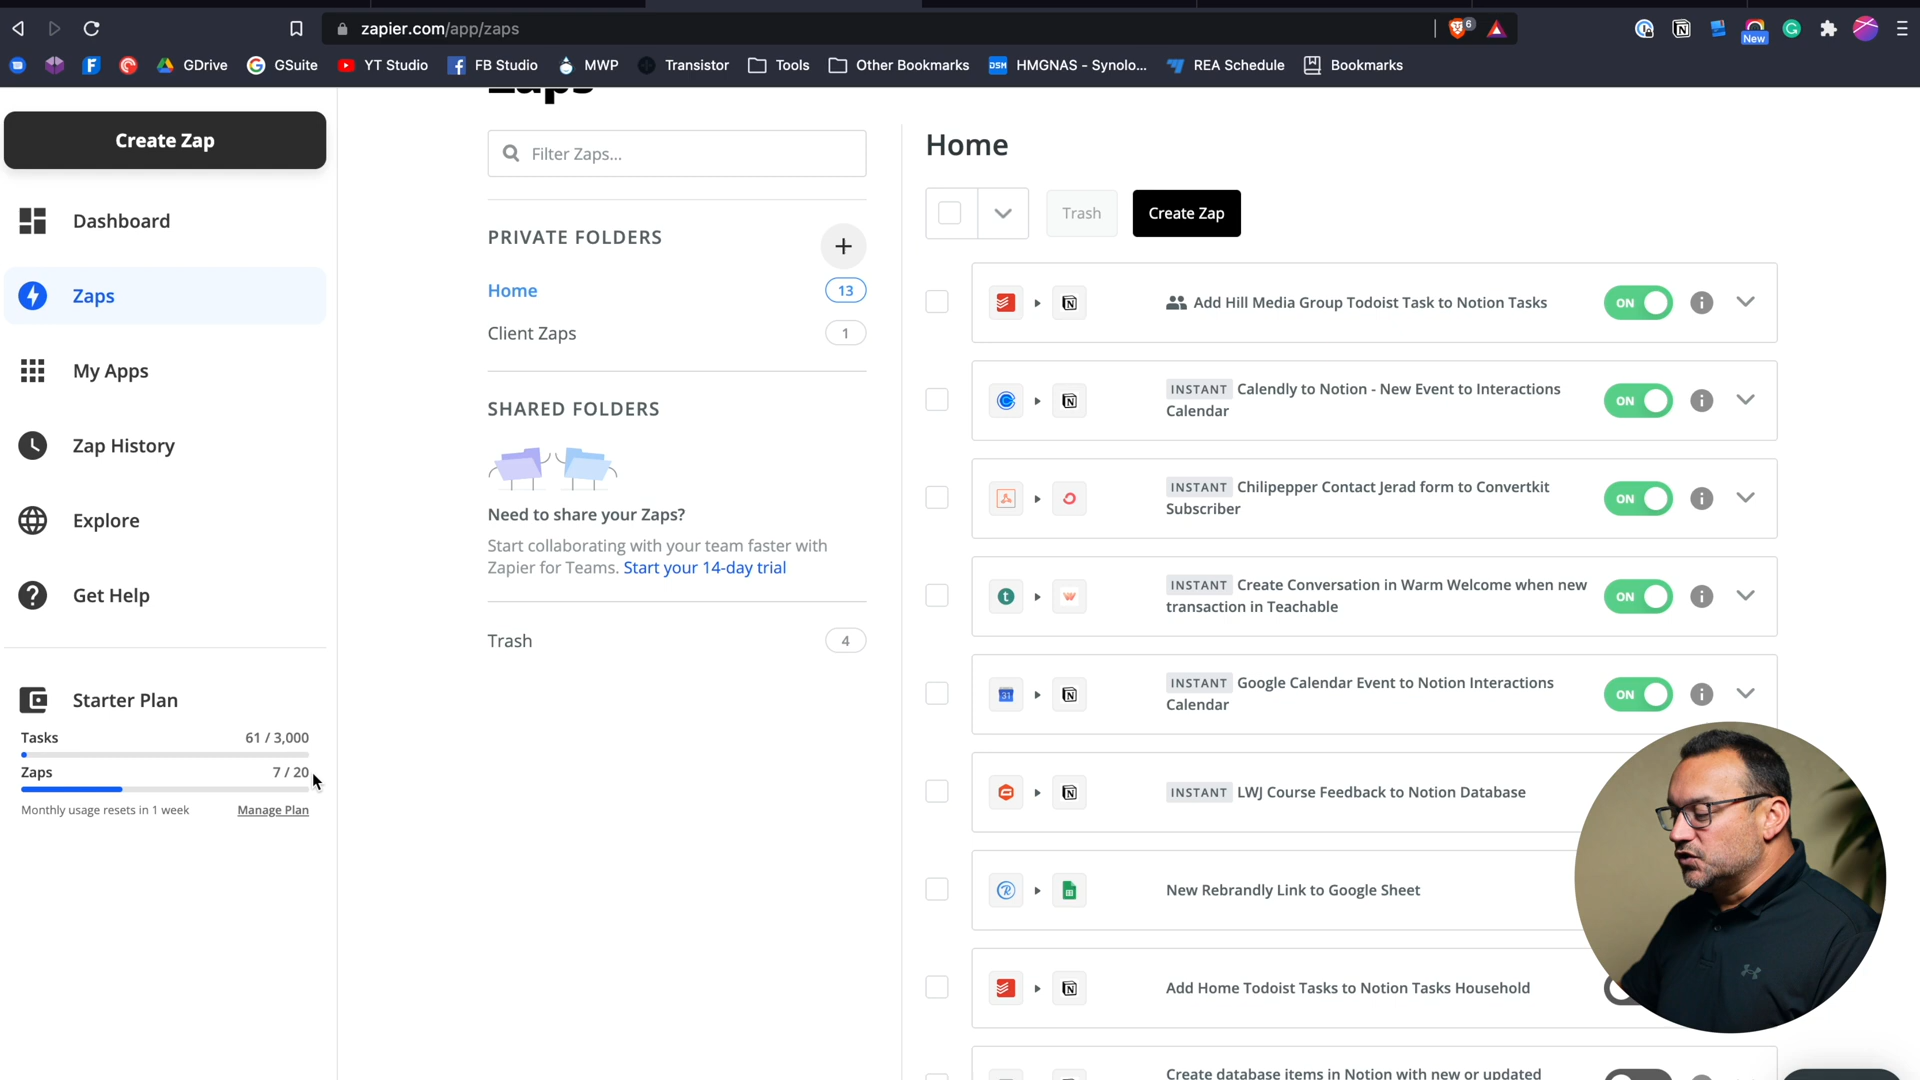 zapier.com/app/zaps
6
New
GDrive
GSuite
YT Studio
FB Studio
MWP
Transistor
Tools
Other Bookmarks
DSM HMGNAS - Synolo...
REA Schedule
Bookmarks
Create Zap
Dashboard
Zaps
My Apps
Zap History
Explore
Get Help
Starter Plan
Tasks 61 / 3,000
Zaps 7 / 20
Monthly usage resets in 1 week Manage Plan
Zaps
Filter Zaps...
PRIVATE FOLDERS
Home 13
Client Zaps 1
SHARED FOLDERS
Need to share your Zaps?
Start collaborating with your team faster with
Zapier for Teams. Start your 14-day trial
Trash 4
Home
Trash
Create Zap
Add Hill Media Group Todoist Task to Notion Tasks ON
INSTANT Calendly to Notion - New Event to Interactions
Calendar
ON
INSTANT Chilipepper Contact Jerad form to Convertkit
Subscriber
ON
INSTANT Create Conversation in Warm Welcome when new
transaction in Teachable
ON
INSTANT Google Calendar Event to Notion Interactions
Calendar
ON
31
INSTANT LWJ Course Feedback to Notion Database
New Rebrandly Link to Google Sheet
Add Home Todoist Tasks to Notion Tasks Household
Create database items in Notion with new or updated